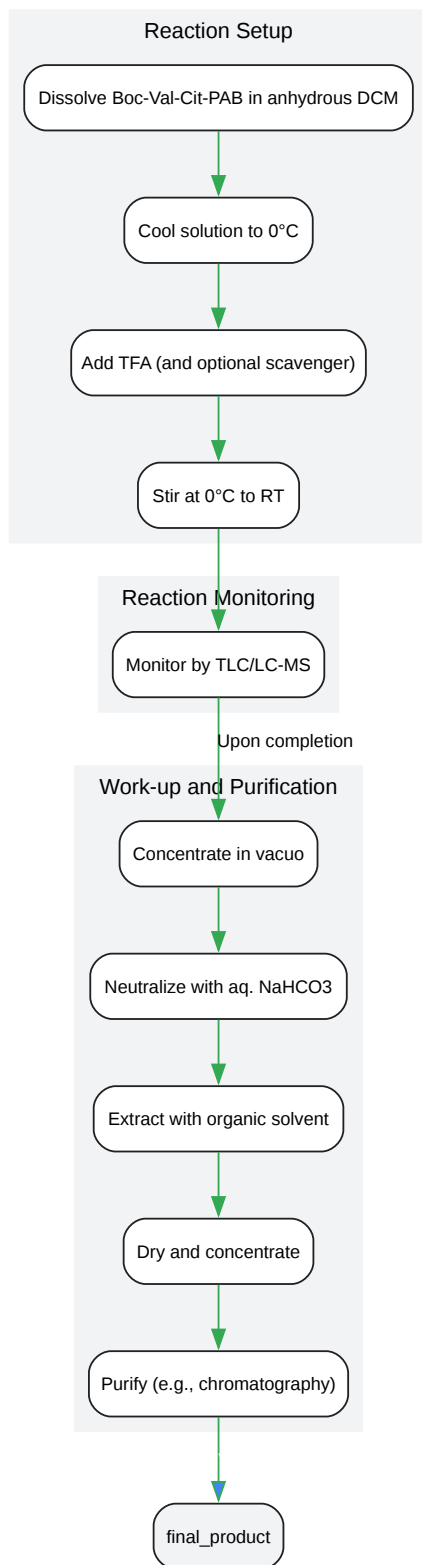 Reaction Setup
Dissolve Boc-Val-Cit-PAB in anhydrous DCM
Cool solution to 0°C
Add TFA (and optional scavenger)
Stir at 0°C to RT
Reaction Monitoring
Monitor by TLC/LC-MS
Upon completion
Work-up and Purification
Concentrate in vacuo
Neutralize with aq. NaHCO3
Extract with organic solvent
Dry and concentrate
Purify (e.g., chromatography)
final_product